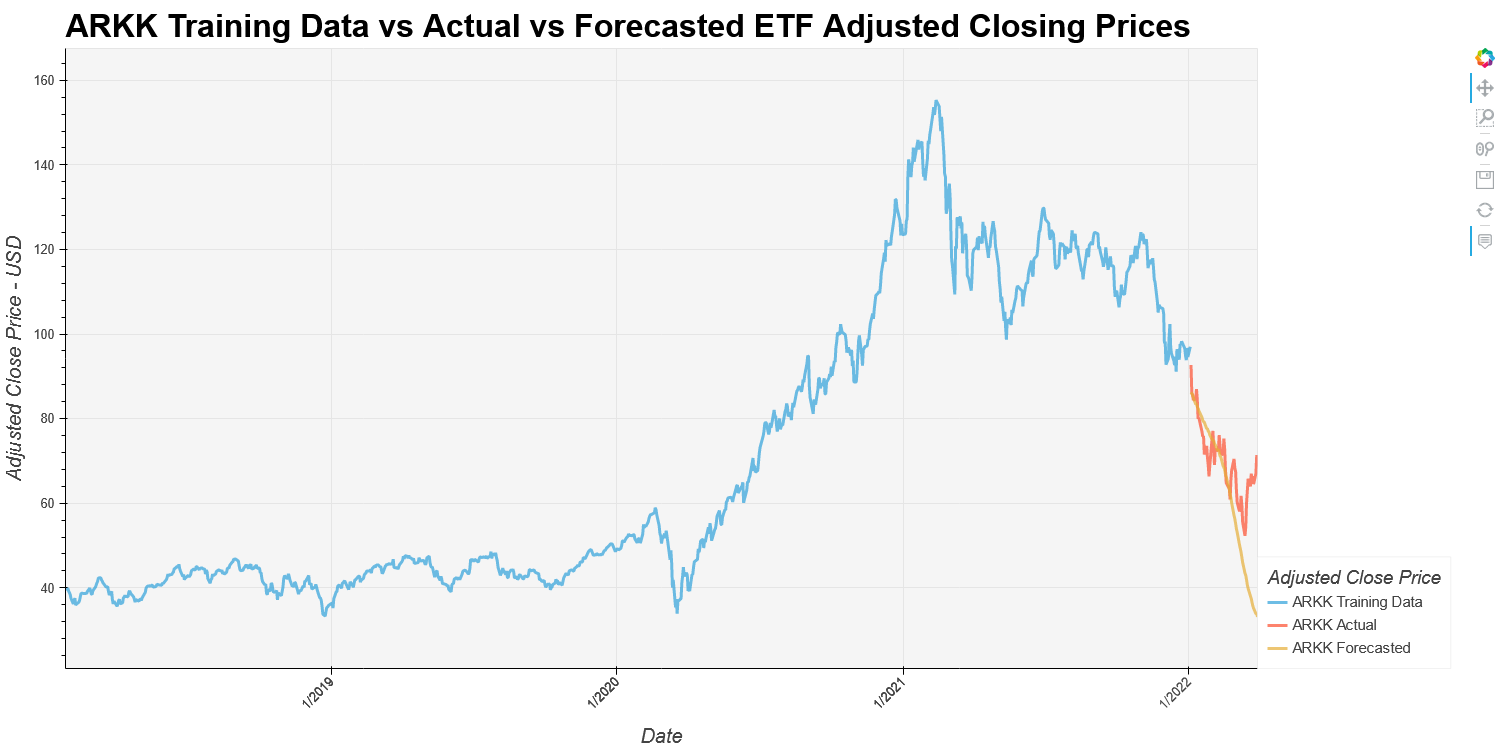 ARKK Training Data vs Actual vs Forecasted ETF Adjusted Closing Prices
Adjusted Close Price - USD
160
140
120
100
80
60
40
1/2019
1/2020
1/2021
1/2022
Date
Adjusted Close Price
ARKK Training Data
ARKK Actual
ARKK Forecasted